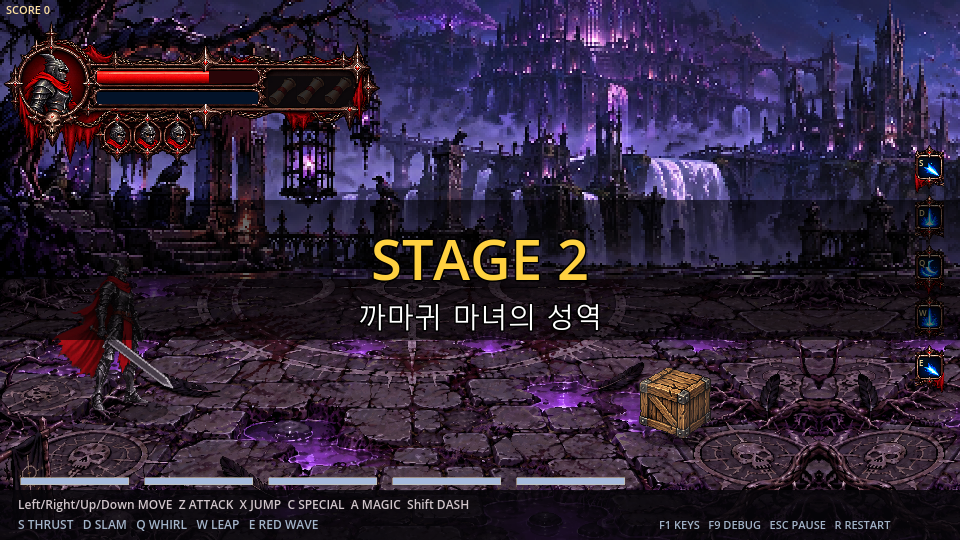 SCORE 0
S
D
Q
STAGE 2
까마귀 마녀의 성역
W
E
Left/Right/Up/Down MOVE  Z ATTACK  X JUMP  C SPECIAL  A MAGIC  Shift DASH
S THRUST  D SLAM  Q WHIRL  W LEAP  E RED WAVE
F1 KEYS  F9 DEBUG  ESC PAUSE  R RESTART